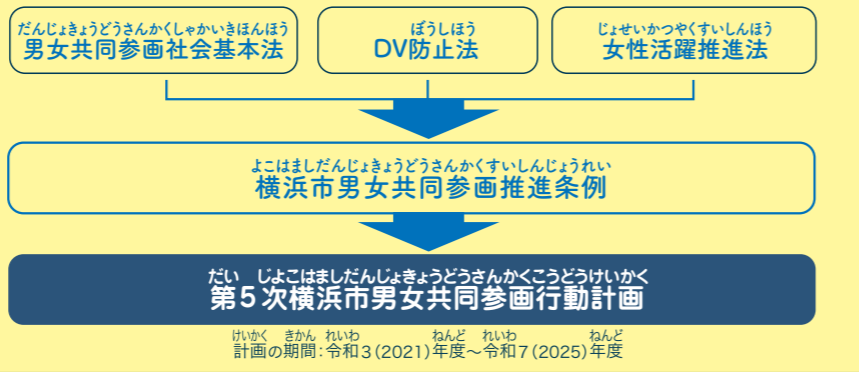 だんじょきょうどうさんかくしゃかいきほんほう
男女共同参画社会基本法
ぼうしほう
DV防止法
じょせいかつやくすいしんほう
女性活躍推進法
よこはましだんじょきょうどうさんかくすいしんじょうれい
横浜市男女共同参画推進条例
だい じよこはましだんじょきょうどうさんかくこうどうけいかく
第5次横浜市男女共同参画行動計画
けいかく きかん れいわ ねんど れいわ ねんど
計画の期間:令和3(2021)年度～令和7(2025)年度